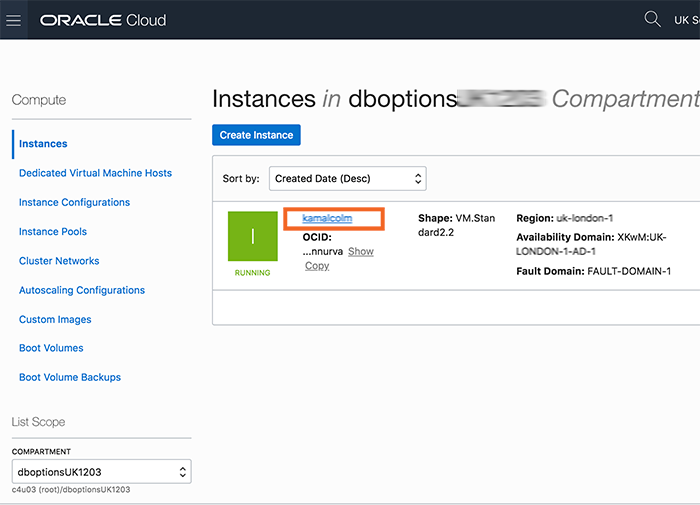 ORACLE Cloud
UK S
Compute
Instances in dboptionsUK1203 Compartment
Instances
Create Instance
Dedicated Virtual Machine Hosts
Sort by: Created Date (Desc)
Instance Configurations
Instance Pools
Cluster Networks
Autoscaling Configurations
Custom Images
Boot Volumes
Boot Volume Backups
I
RUNNING
kamalcolm
OCID:
...nnurva Show
Copy
Shape: VM.Stan
dard2.2
Region: uk-london-1
Availability Domain: XKwM:UK-
LONDON-1-AD-1
Fault Domain: FAULT-DOMAIN-1
List Scope
COMPARTMENT
dboptionsUK1203
c4u03 (root)/dboptionsUK1203